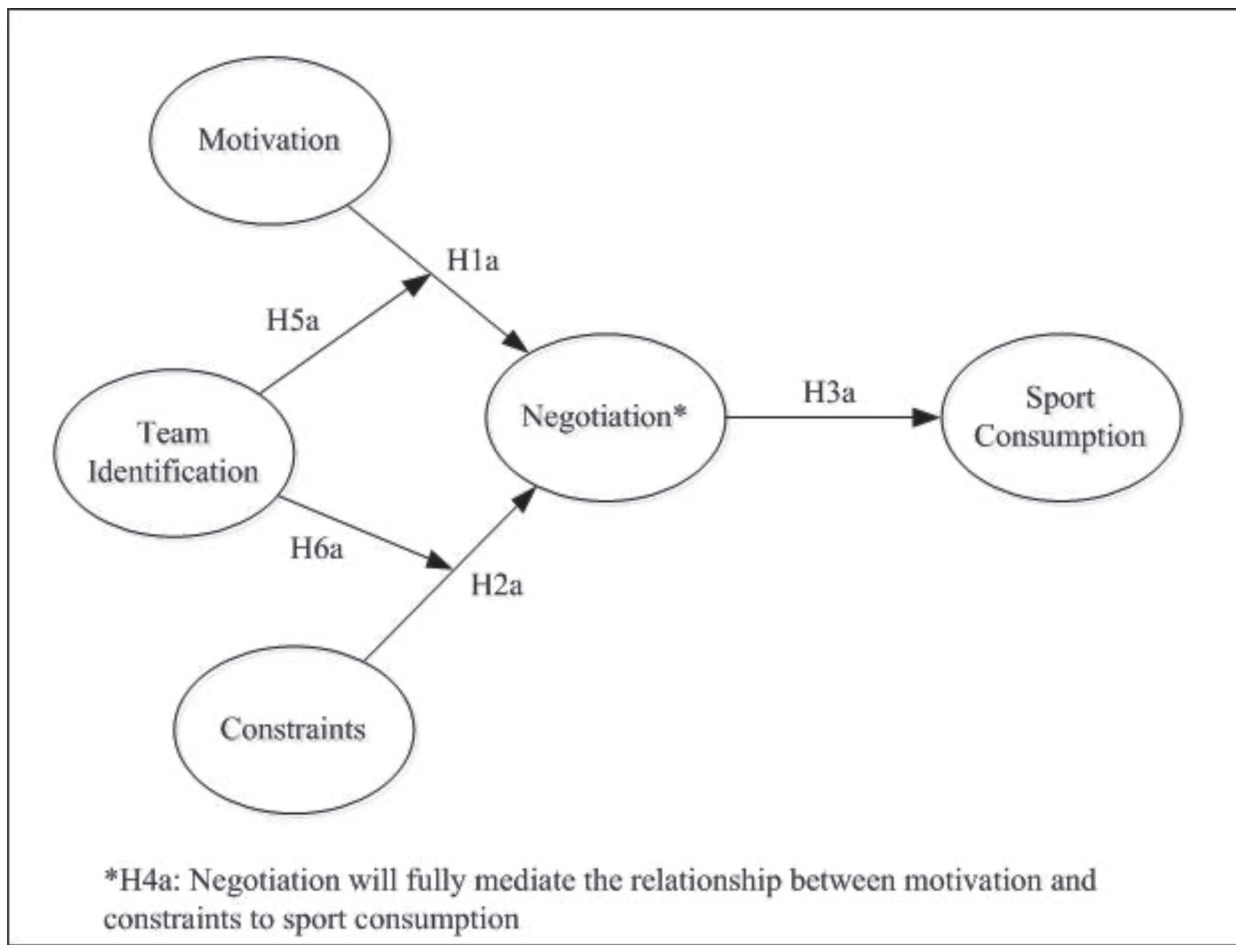 Motivation
H1a
H5a
Team
Identification
Negotiation*
H3a
Sport
Consumption
H6a
H2a
Constraints
*H4a: Negotiation will fully mediate the relationship between motivation and
constraints to sport consumption